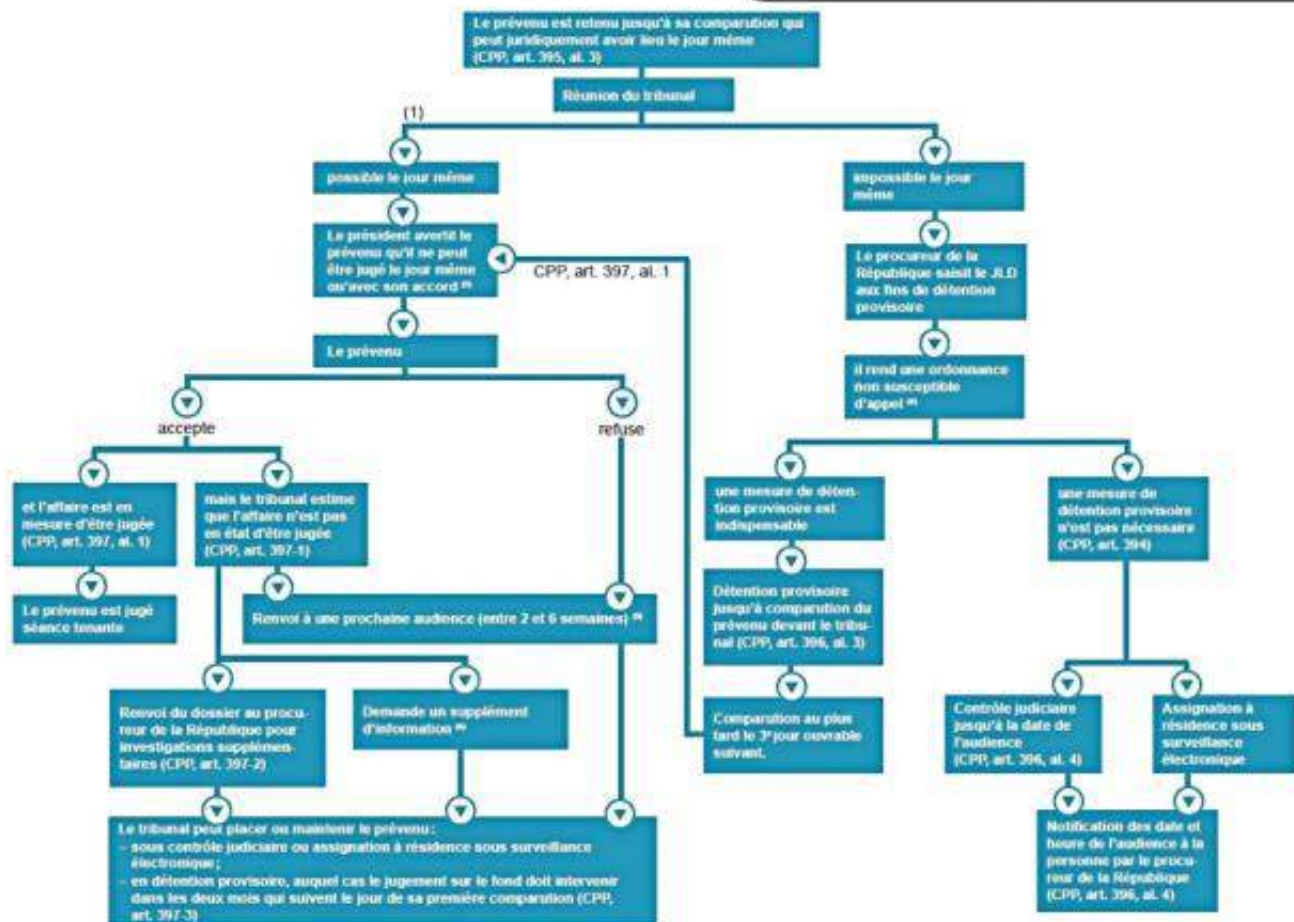 Le prévenu est retenu jusqu'à sa comparution qui
peut juridiquement avoir lieu le jour même
(CPP, art. 395, al. 3)
Réunion du tribunal
(1)
possible le jour même
impossible le jour
même
Le président avertit le
prévenu qu'il ne peut
être jugé le jour même
qu'avec son accord
CPP, art. 397, al. 1
Le procureur de la
République saisit le JLD
aux fins de détention
provisoire
Le prévenu
il rend une ordonnance
non susceptible
d'appel
accepte
refuse
et l'affaire est en
mesure d'être jugée
(CPP, art. 397, al. 1)
mais le tribunal estime
que l'affaire n'est pas
en état d'être jugée
(CPP, art. 397-1)
une mesure de déten-
tion provisoire est
indispensable
une mesure de
détention provisoire
n'est pas nécessaire
(CPP, art. 394)
Le prévenu est jugé
séance tenante
Renvoi à une prochaine audience (entre 2 et 6 semaines)
Détention provisoire
jusqu'à comparution du
prévenu devant le tribu-
nal (CPP, art. 396, al. 3)
Renvoi du dossier au procu-
reur de la République pour
investigations supplémen-
taires (CPP, art. 397-2)
Demande un supplément
d'information
Comparution au plus
tard le 3e jour ouvrable
suivant.
Contrôle judiciaire
jusqu'à la date de
l'audience
(CPP, art. 396, al. 4)
Assignation à
résidence sous
surveillance
électronique
Le tribunal peut placer ou maintenir le prévenu :
– sous contrôle judiciaire ou assignation à résidence sous surveillance
électronique ;
– en détention provisoire, auquel cas le jugement sur le fond doit intervenir
dans les deux mois qui suivent le jour de sa première comparution (CPP,
art. 397-3)
Notification des date et
heure de l'audience à la
personne par le procu-
reur de la République
(CPP, art. 396, al. 4)